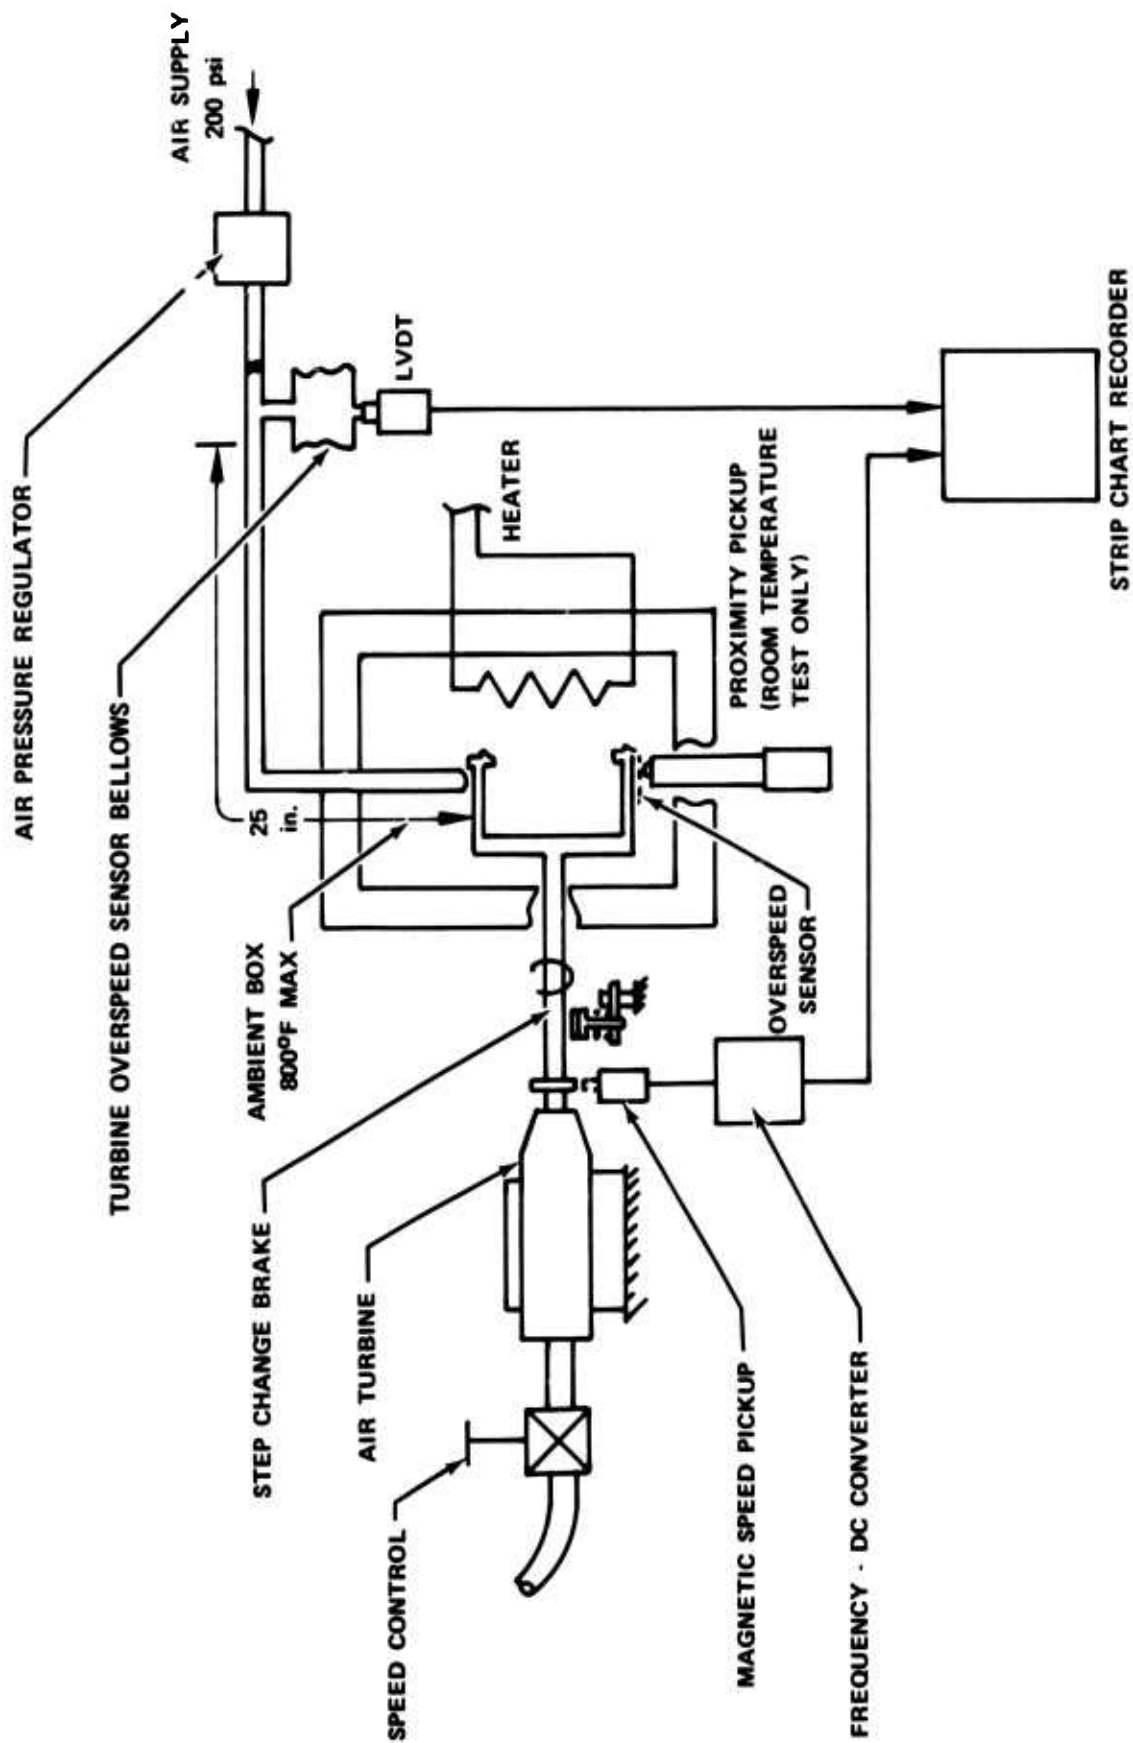 AIR SUPPLY
200 psi
AIR PRESSURE REGULATOR
TURBINE OVERSPEED SENSOR BELLOWS
LVDT
25
in.
AMBIENT BOX
800°F MAX
HEATER
STEP CHANGE BRAKE
PROXIMITY PICKUP
(ROOM TEMPERATURE
TEST ONLY)
AIR TURBINE
OVERSPEED
SENSOR
SPEED CONTROL
MAGNETIC SPEED PICKUP
FREQUENCY - DC CONVERTER
STRIP CHART RECORDER